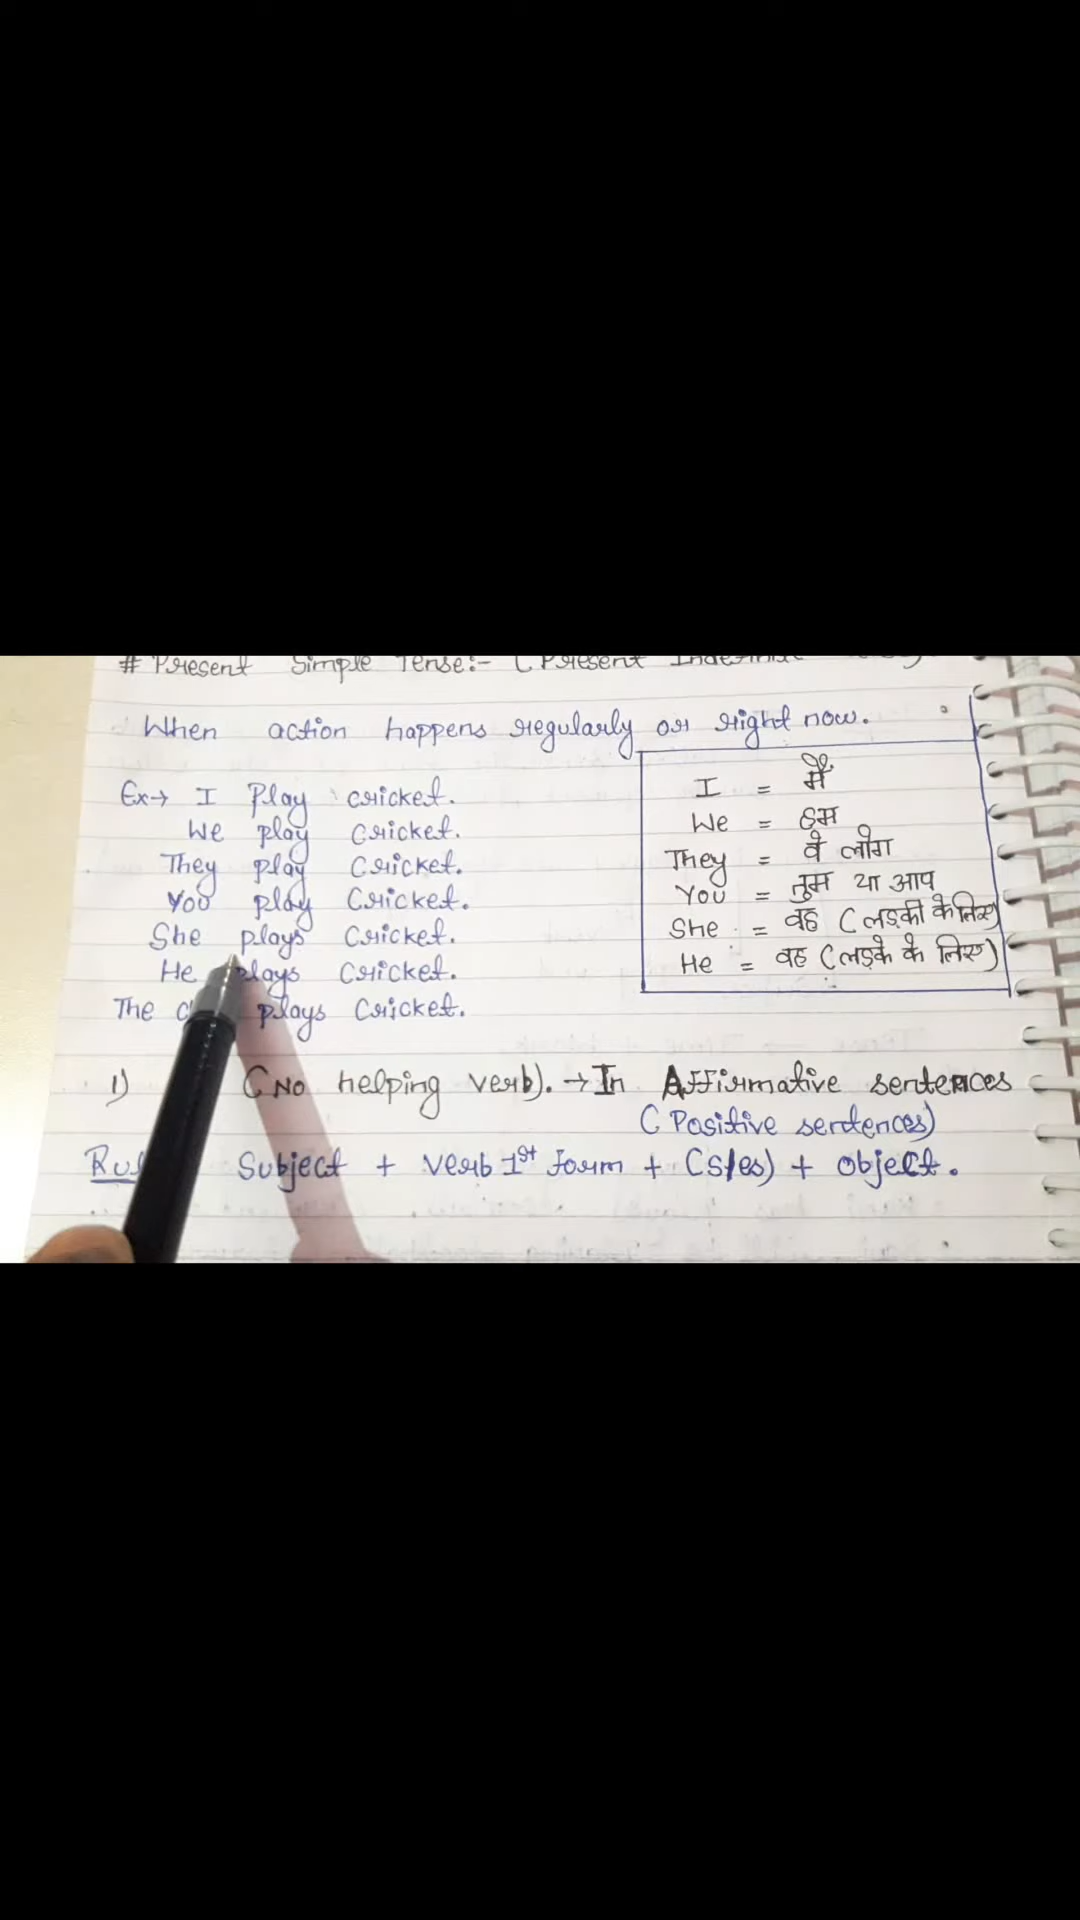 # Present Simple Tense:- (Present Indefinite
When action happens regularly or right now.
Ex→ I Play cricket.
We play cricket.
They play cricket.
You play cricket.
She plays cricket.
He plays cricket.
The plays cricket.
I = मैं
We = हम
They = वे लोग
You = तुम या आप
She = वह (लड़की के लिए)
He = वह (लड़के के लिए)
1) (No helping verb). → In Affirmative sentences
(Positive sentences)
Subject + verb 1st form + (s/es) + object.